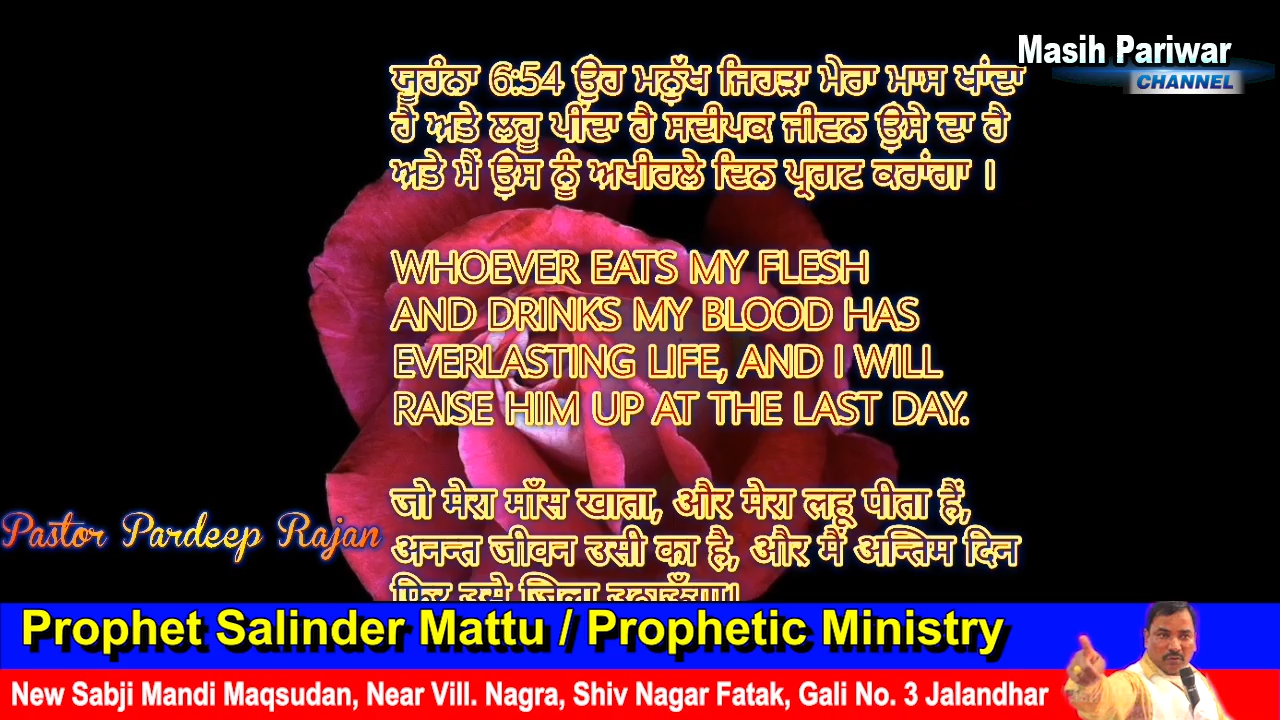 Masih Pariwar
CHANNEL
ਯੂਹੰਨਾ 6:54 ਉਹ ਮਨੁੱਖ ਜਿਹੜਾ ਮੇਰਾ ਮਾਸ ਖਾਂਦਾ
ਹੈ ਅਤੇ ਲਹੂ ਪੀਂਦਾ ਹੈ ਸਦੀਪਕ ਜੀਵਨ ਉਸੇ ਦਾ ਹੈ
ਅਤੇ ਮੈਂ ਉਸ ਨੂੰ ਅਖੀਰਲੇ ਦਿਨ ਪ੍ਰਗਟ ਕਰਾਂਗਾ ।
WHOEVER EATS MY FLESH
AND DRINKS MY BLOOD HAS
EVERLASTING LIFE, AND I WILL
RAISE HIM UP AT THE LAST DAY.
जो मेरा माँस खाता, और मेरा लहू पीता हैं,
अनन्त जीवन उसी का है, और मैं अन्तिम दिन
फिर उसे जिला उठाऊँगा।
Pastor Pardeep Rajan
Prophet Salinder Mattu / Prophetic Ministry
New Sabji Mandi Maqsudan, Near Vill. Nagra, Shiv Nagar Fatak, Gali No. 3 Jalandhar